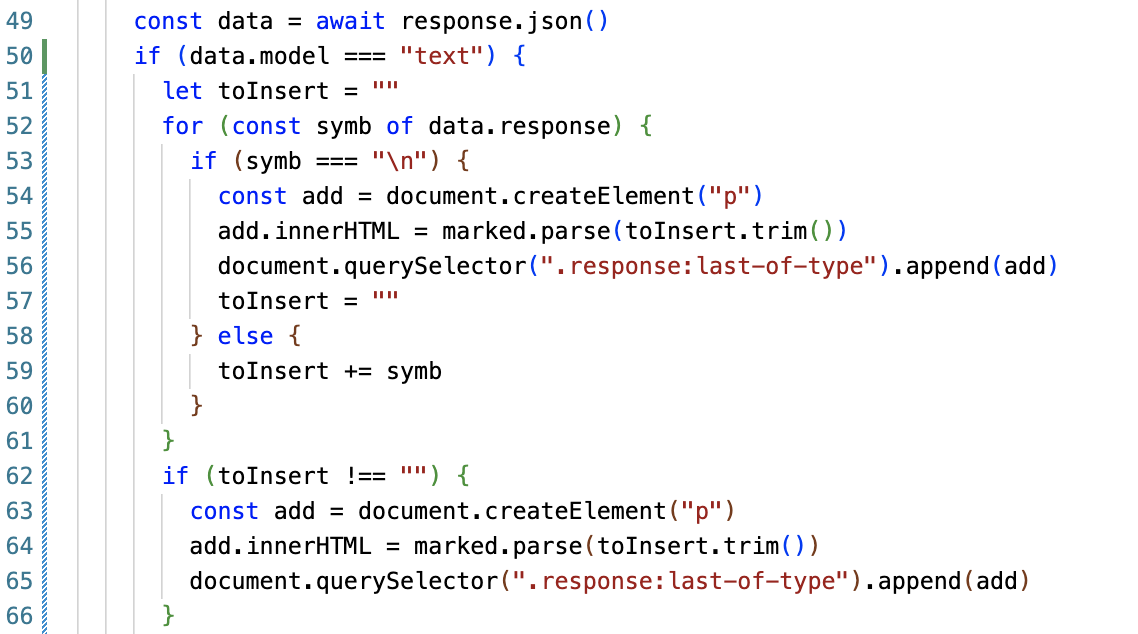 49 const data = await response.json()
50 if (data.model === "text") {
51 let toInsert = ""
52 for (const symb of data.response) {
53 if (symb === "\n") {
54 const add = document.createElement("p")
55 add.innerHTML = marked.parse(toInsert.trim())
56 document.querySelector(".response:last-of-type").append(add)
57 toInsert = ""
58 } else {
59 toInsert += symb
60 }
61 }
62 if (toInsert !== "") {
63 const add = document.createElement("p")
64 add.innerHTML = marked.parse(toInsert.trim())
65 document.querySelector(".response:last-of-type").append(add)
66 }